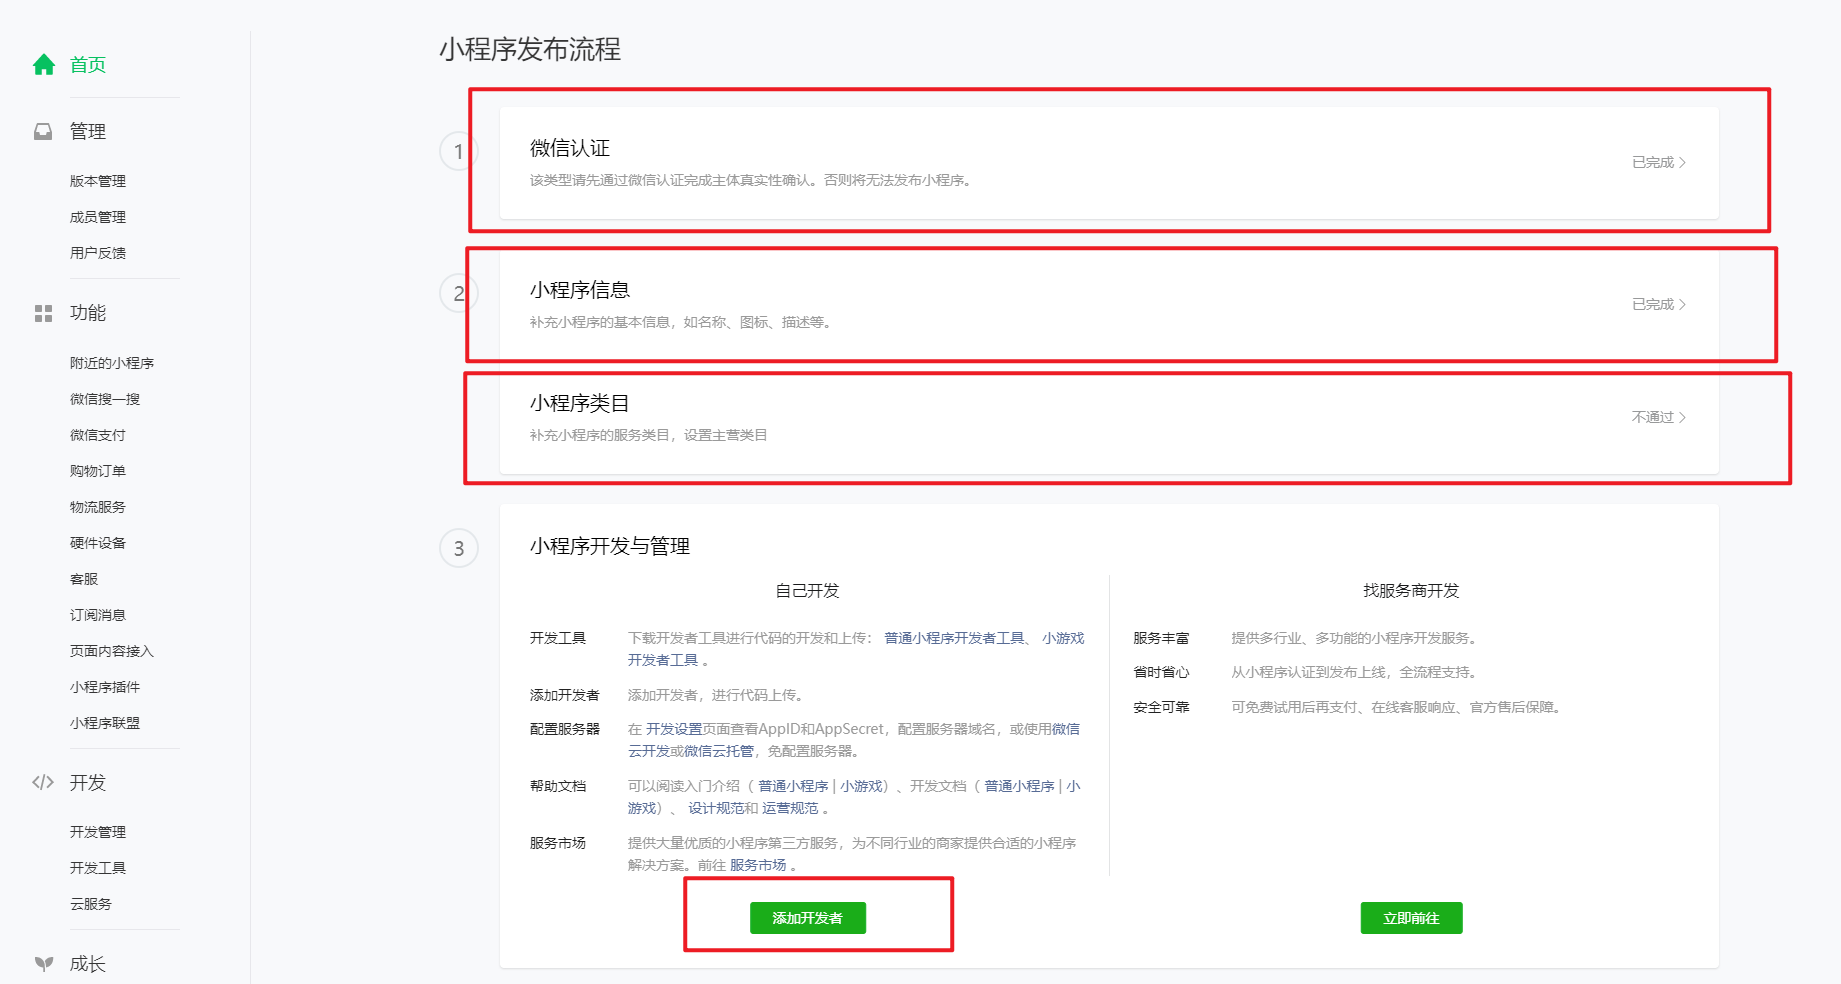 首页
管理
版本管理
成员管理
用户反馈
功能
附近的小程序
微信搜一搜
微信支付
购物订单
物流服务
硬件设备
客服
订阅消息
页面内容接入
小程序插件
小程序联盟
开发
开发管理
开发工具
云服务
成长
小程序发布流程
1
微信认证
该类型请先通过微信认证完成主体真实性确认。否则将无法发布小程序。
已完成
2
小程序信息
补充小程序的基本信息，如名称、图标、描述等。
已完成
小程序类目
补充小程序的服务类目，设置主营类目
不通过
3
小程序开发与管理
自己开发
开发工具
下载开发者工具进行代码的开发和上传： 普通小程序开发者工具、 小游戏
开发者工具 。
添加开发者
添加开发者，进行代码上传。
配置服务器
在 开发设置页面查看AppID和AppSecret，配置服务器域名，或使用微信
云开发或微信云托管，免配置服务器。
帮助文档
可以阅读入门介绍（ 普通小程序 | 小游戏）、开发文档（ 普通小程序 | 小
游戏）、 设计规范和 运营规范 。
服务市场
提供大量优质的小程序第三方服务，为不同行业的商家提供合适的小程序
解决方案。前往 服务市场 。
添加开发者
找服务商开发
服务丰富
提供多行业、多功能的小程序开发服务。
省时省心
从小程序认证到发布上线，全流程支持。
安全可靠
可免费试用后再支付、在线客服响应、官方售后保障。
立即前往